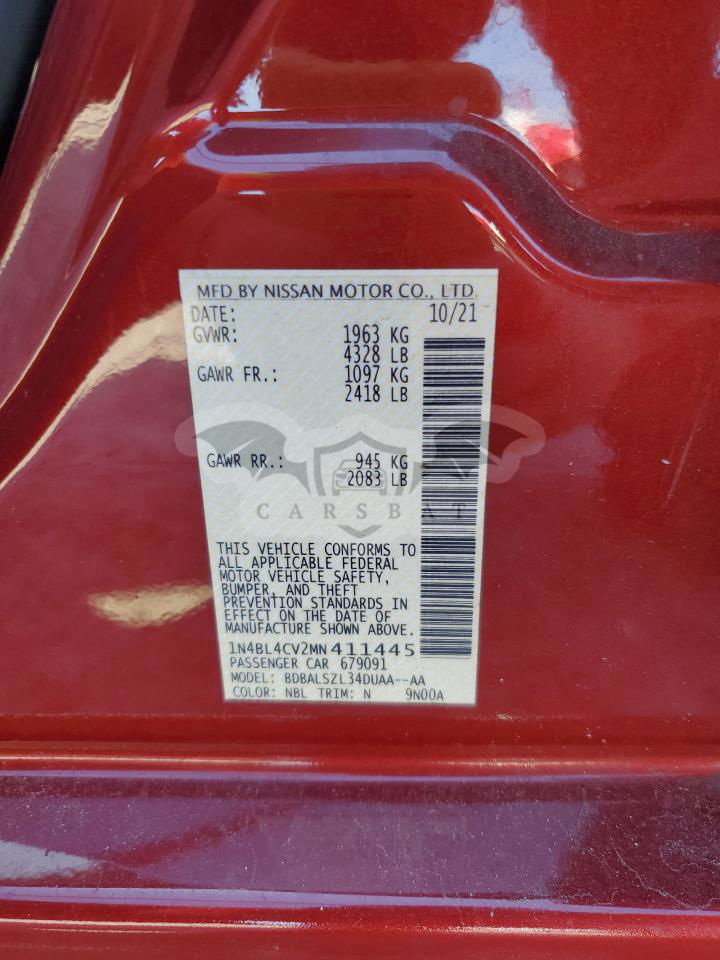 MFD BY NISSAN MOTOR CO., LTD.
DATE: 10/21
GVWR: 1963 KG
4328 LB
GAWR FR.: 1097 KG
2418 LB
GAWR RR.: 945 KG
2083 LB
CARSBAT
THIS VEHICLE CONFORMS TO
ALL APPLICABLE FEDERAL
MOTOR VEHICLE SAFETY,
BUMPER, AND THEFT
PREVENTION STANDARDS IN
EFFECT ON THE DATE OF
MANUFACTURE SHOWN ABOVE.
1N4BL4CV2MN411445
PASSENGER CAR 679091
MODEL: BDBALSZL34DUAA--AA
COLOR: NBL TRIM: N 9N00A